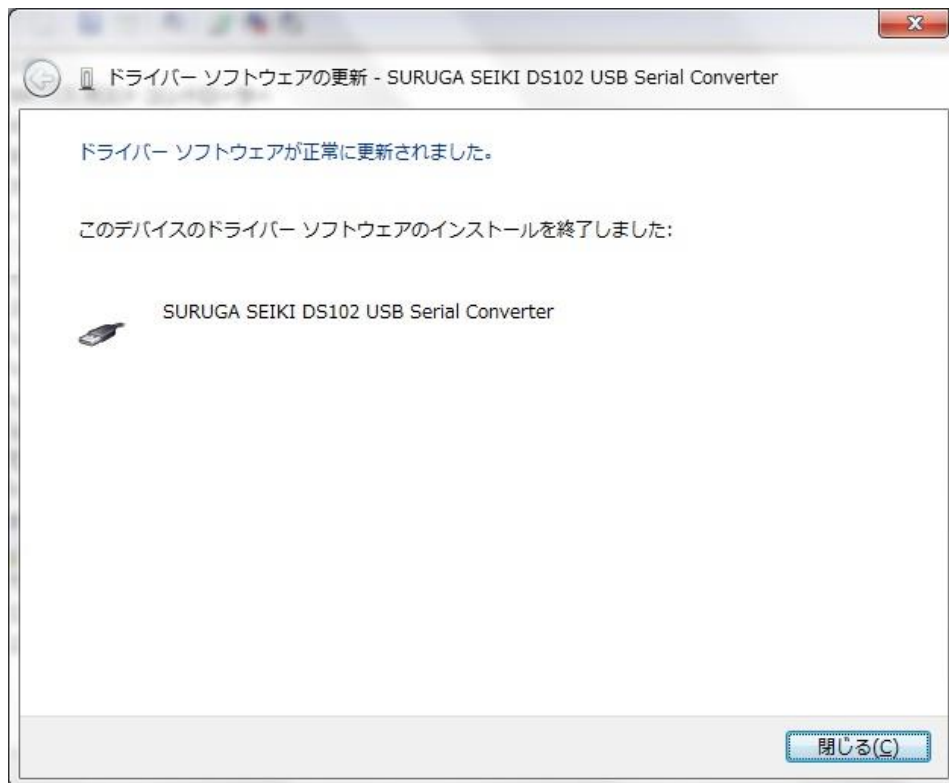 ドライバー ソフトウェアの更新 - SURUGA SEIKI DS102 USB Serial Converter
ドライバー ソフトウェアが正常に更新されました。
このデバイスのドライバー ソフトウェアのインストールを終了しました:
SURUGA SEIKI DS102 USB Serial Converter
閉じる(C)